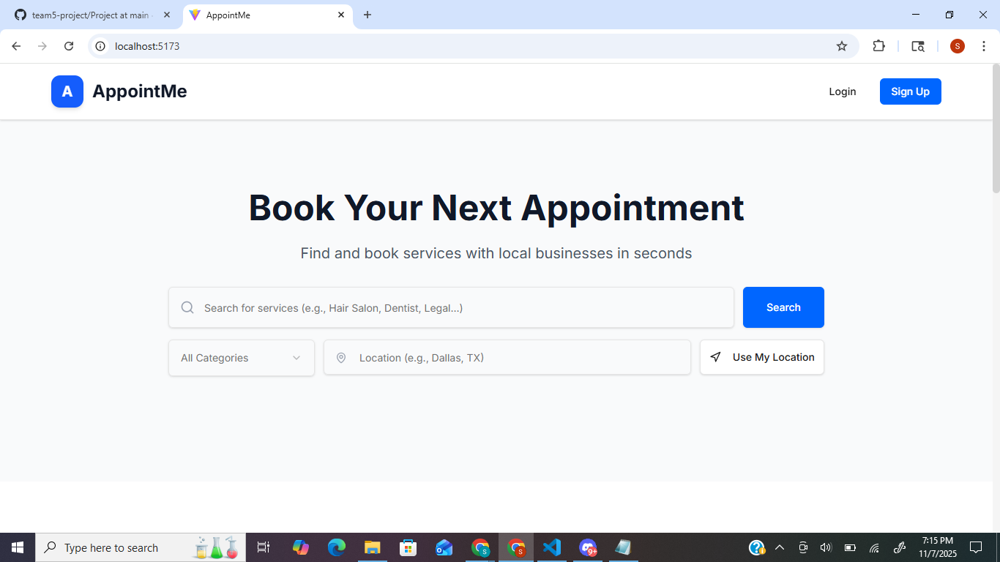 team5-project/Project at main
AppointMe
localhost:5173
S
A
AppointMe
Login
Sign Up
Book Your Next Appointment
Find and book services with local businesses in seconds
Search for services (e.g., Hair Salon, Dentist, Legal...)
Search
All Categories
Location (e.g., Dallas, TX)
Use My Location
Type here to search
S
S
9+
7:15 PM
11/7/2025